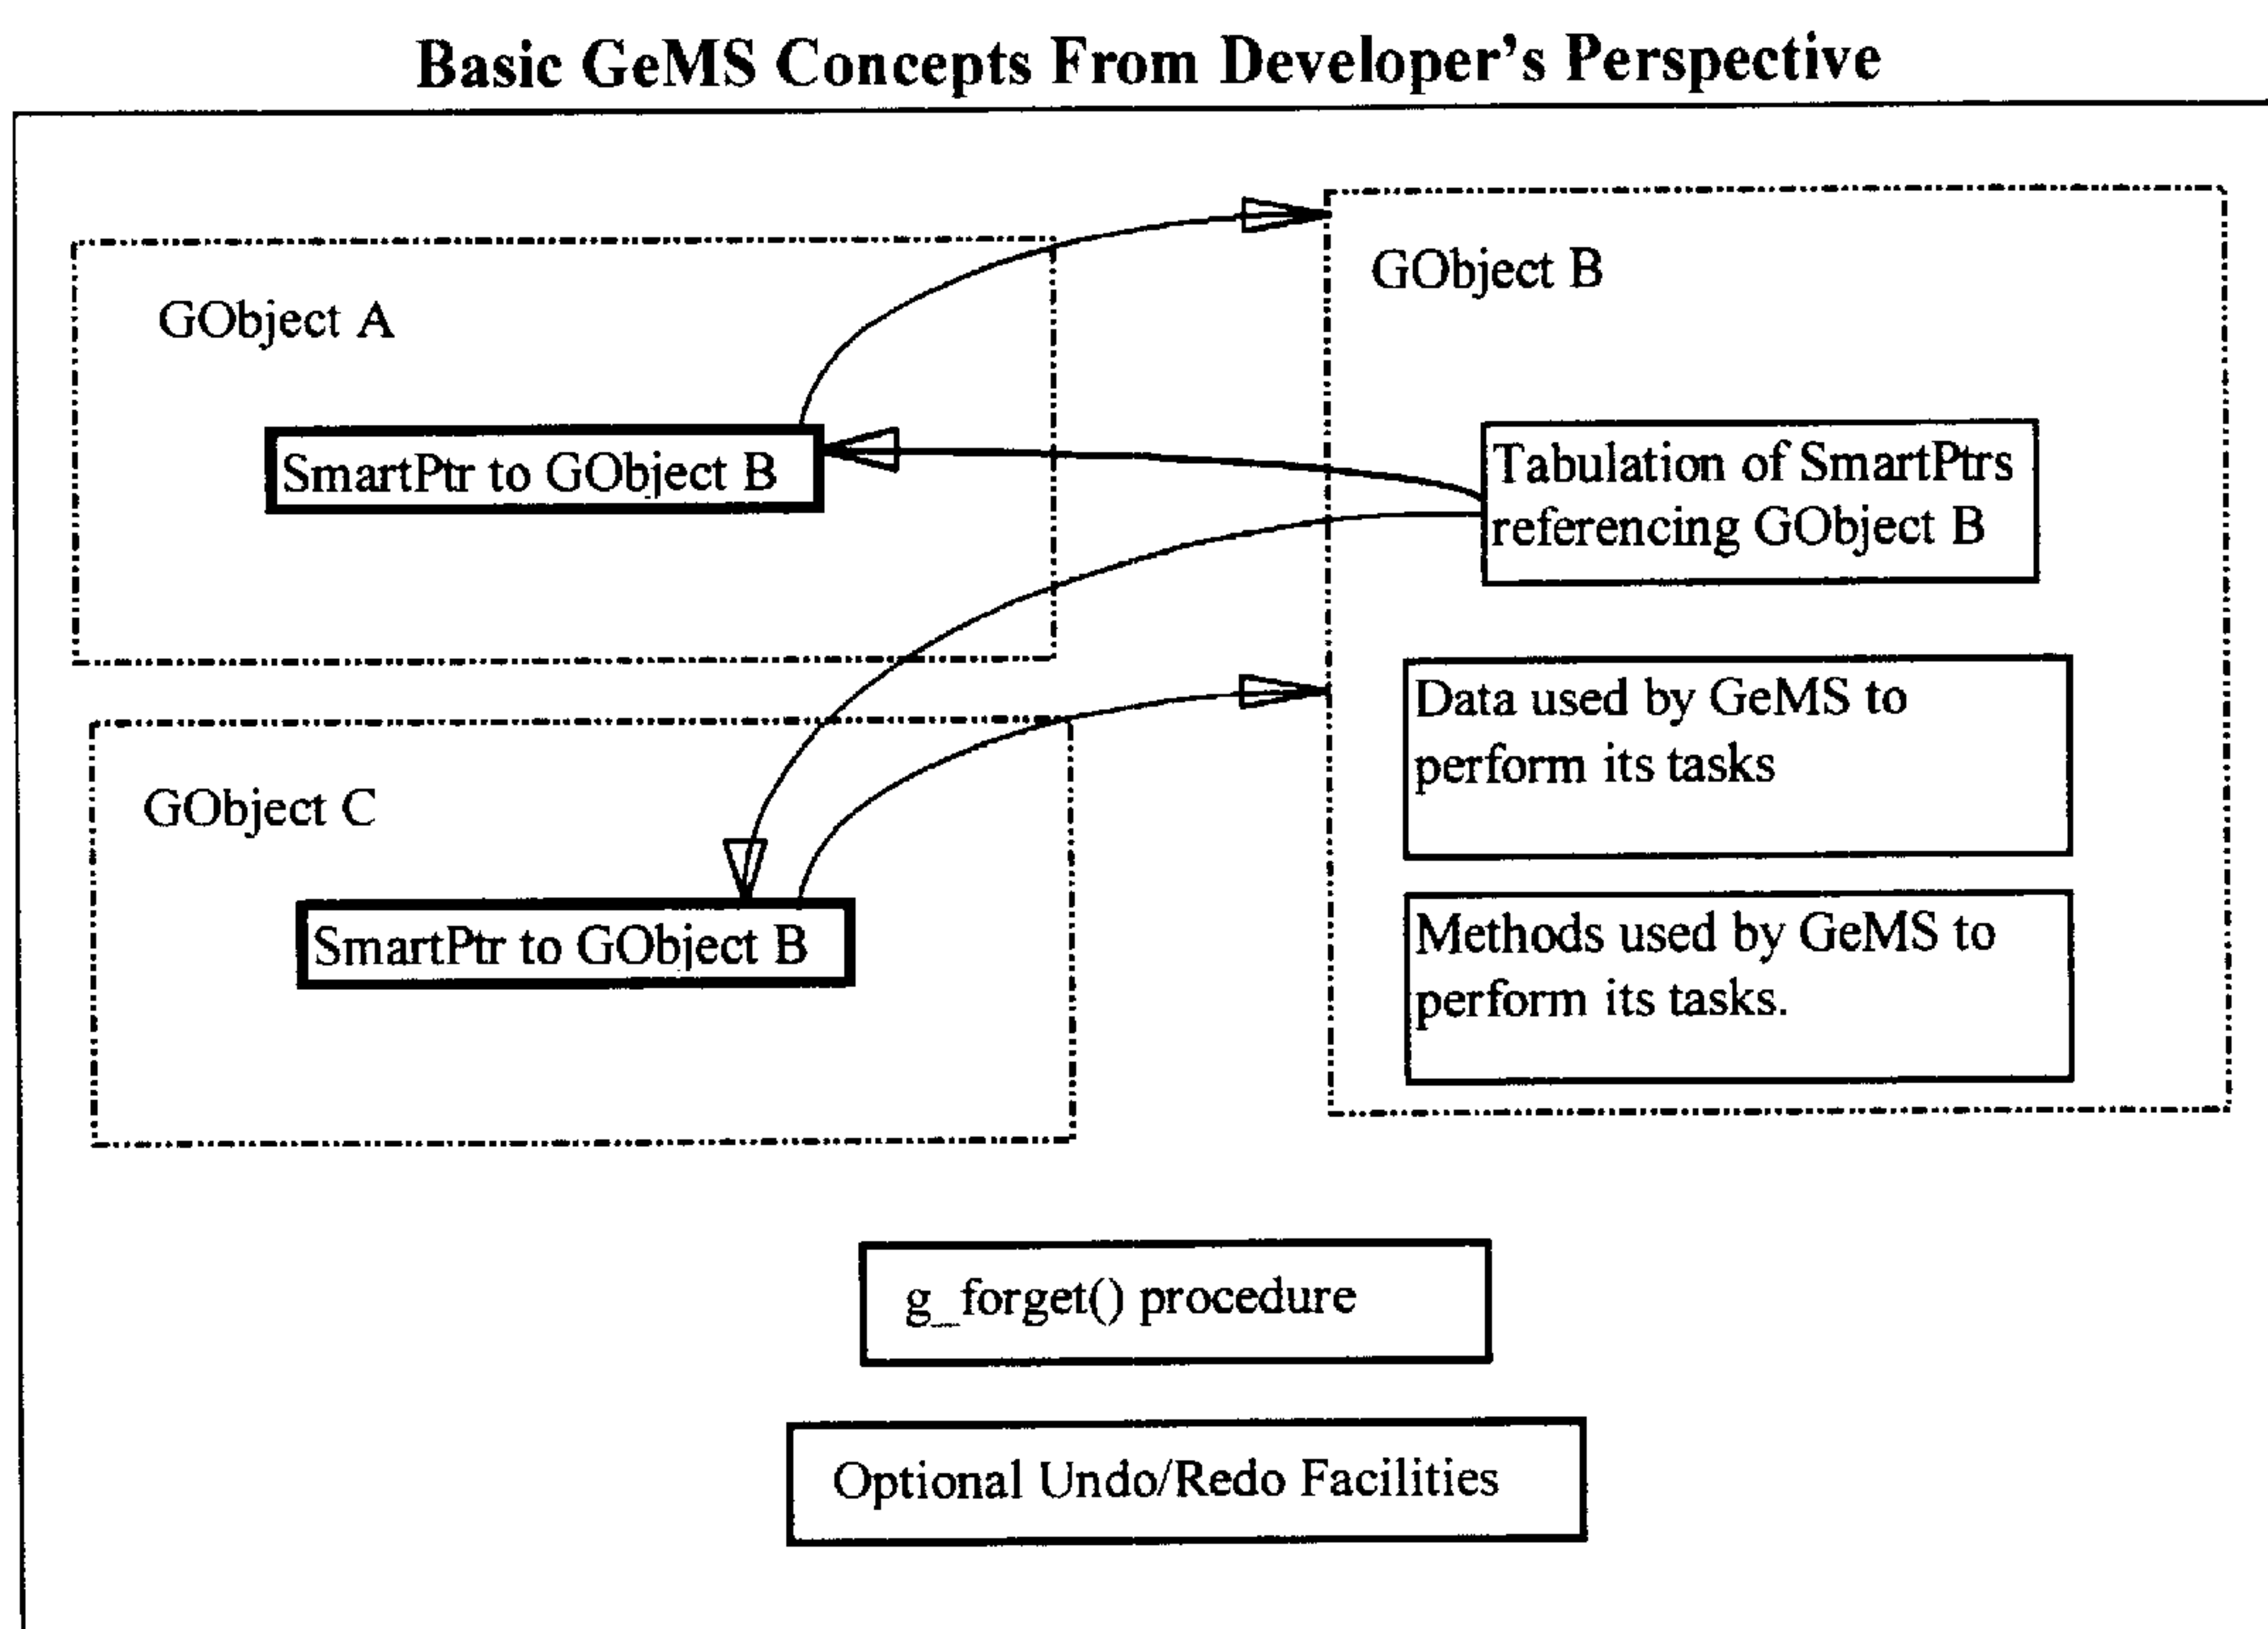 Basic GeMS Concepts From Developer's Perspective
GObject A
SmartPtr to GObject B
GObject B
Tabulation of SmartPtrs
referencing GObject B
Data used by GeMS to
perform its tasks
Methods used by GeMS to
perform its tasks.
GObject C
SmartPtr to GObject B
g_forget() procedure
Optional Undo/Redo Facilities